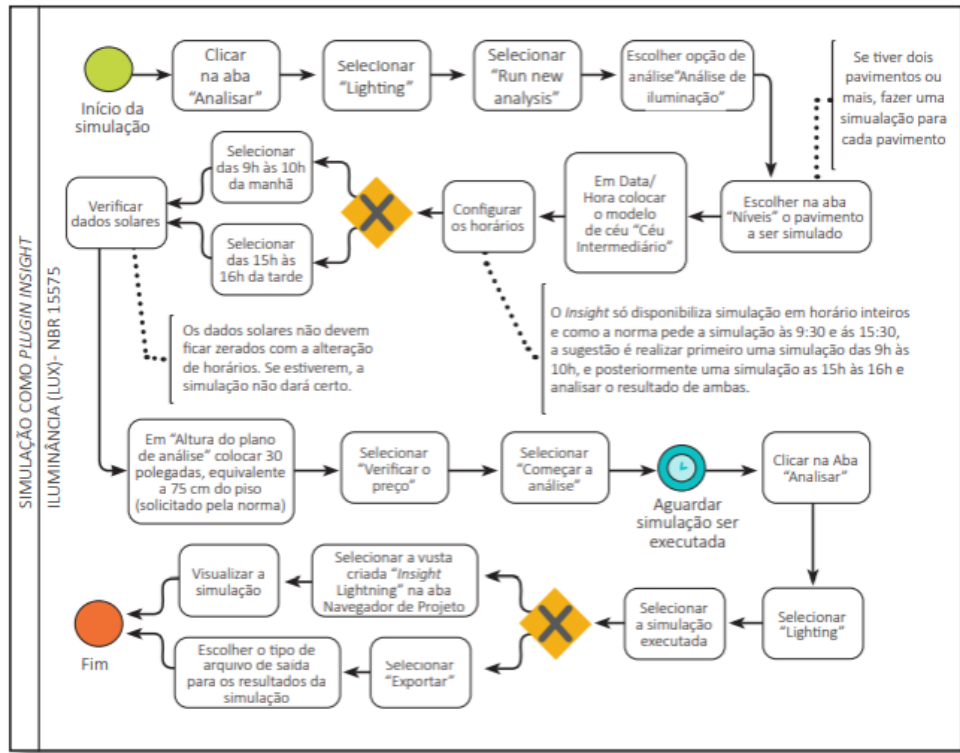 SIMULAÇÃO COMO PLUGIN INSIGHT
ILUMINÂNCIA (LUX)- NBR 15575
Início da
simulação
Clicar
na aba
“Analisar”
Selecionar
“Lighting”
Selecionar
“Run new
analysis”
Escolher opção de
análise“Análise de
iluminação”
Se tiver dois
pavimentos ou
mais, fazer uma
simualação para
cada pavimento
Escolher na aba
“Níveis” o pavimento
a ser simulado
Em Data/
Hora colocar
o modelo
de céu “Céu
Intermediário”
Configurar
os horários
Selecionar
das 9h às 10h
da manhã
Selecionar
das 15h às
16h da tarde
Verificar
dados solares
O Insight só disponibiliza simulação em horário inteiros
e como a norma pede a simulação às 9:30 e ás 15:30,
a sugestão é realizar primeiro uma simulação das 9h às
10h, e posteriormente uma simulação as 15h às 16h e
analisar o resultado de ambas.
Os dados solares não devem
ficar zerados com a alteração
de horários. Se estiverem, a
simulação não dará certo.
Em “Altura do plano
de análise” colocar 30
polegadas, equivalente
a 75 cm do piso
(solicitado pela norma)
Selecionar
“Verificar o
preço”
Selecionar
“Começar a
análise”
Aguardar
simulação ser
executada
Clicar na Aba
“Analisar”
Selecionar
“Lighting”
Selecionar
a simulação
executada
Selecionar a vusta
criada “Insight
Lightning” na aba
Navegador de Projeto
Visualizar a
simulação
Selecionar
“Exportar”
Escolher o tipo de
arquivo de saída
para os resultados da
simulação
Fim